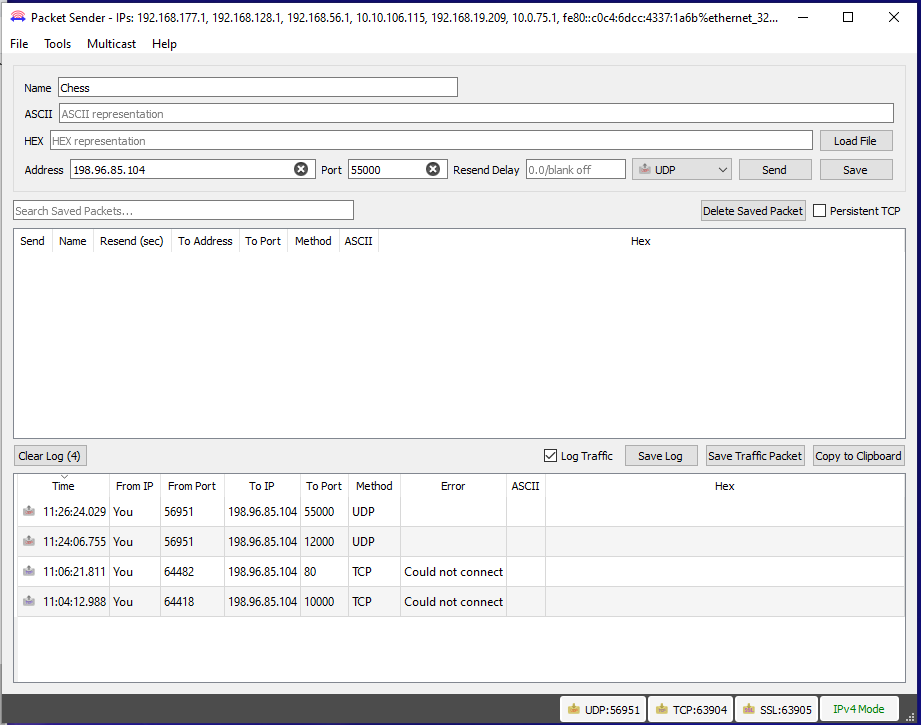 Packet Sender - IPs: 192.168.177.1, 192.168.128.1, 192.168.56.1, 10.10.106.115, 192.168.19.209, 10.0.75.1, fe80::c0c4:6dcc:4337:1a6b%ethernet_32...
File Tools Multicast Help
Name Chess
ASCII ASCII representation
HEX HEX representation Load File
Address 198.96.85.104 Port 55000 Resend Delay 0.0/blank off UDP Send Save
Search Saved Packets... Delete Saved Packet Persistent TCP
Send Name Resend (sec) To Address To Port Method ASCII Hex
Clear Log (4) Log Traffic Save Log Save Traffic Packet Copy to Clipboard
Time From IP From Port To IP To Port Method Error ASCII Hex
11:26:24.029 You 56951 198.96.85.104 55000 UDP
11:24:06.755 You 56951 198.96.85.104 12000 UDP
11:06:21.811 You 64482 198.96.85.104 80 TCP Could not connect
11:04:12.988 You 64418 198.96.85.104 10000 TCP Could not connect
UDP:56951 TCP:63904 SSL:63905 IPv4 Mode